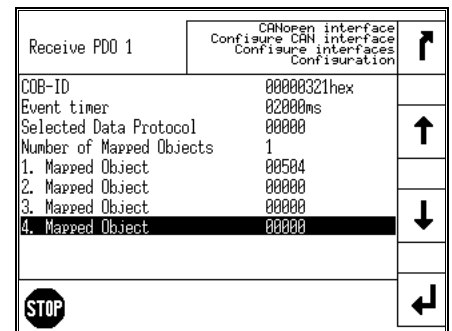 Receive PDO 1
CANopen interface
Configure CAN interface
Configure interfaces
Configuration
COB-ID 00000321hex
Event timer 02000ms
Selected Data Protocol 00000
Number of Mapped Objects 1
1. Mapped Object 00504
2. Mapped Object 00000
3. Mapped Object 00000
4. Mapped Object 00000
STOP